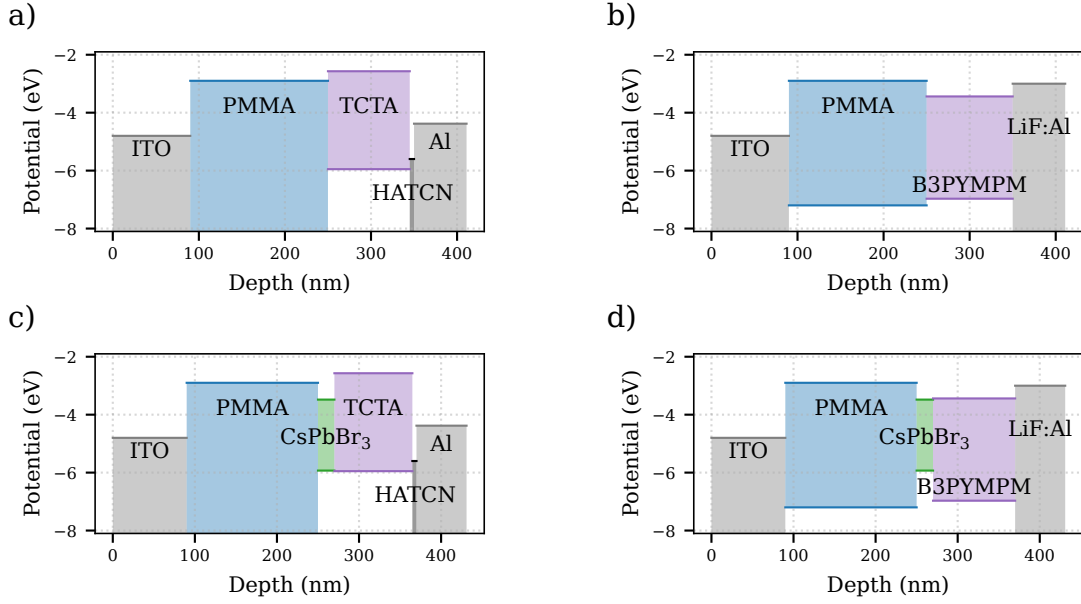 a)
Potential (eV)
−2
−4
−6
−8
ITO
PMMA
TCTA
HATCN
Al
0
100
200
300
400
Depth (nm)
b)
Potential (eV)
−2
−4
−6
−8
ITO
PMMA
B3PYMPM
LiF:Al
0
100
200
300
400
Depth (nm)
c)
Potential (eV)
−2
−4
−6
−8
ITO
PMMA
CsPbBr₃
TCTA
HATCN
Al
0
100
200
300
400
Depth (nm)
d)
Potential (eV)
−2
−4
−6
−8
ITO
PMMA
CsPbBr₃
B3PYMPM
LiF:Al
0
100
200
300
400
Depth (nm)